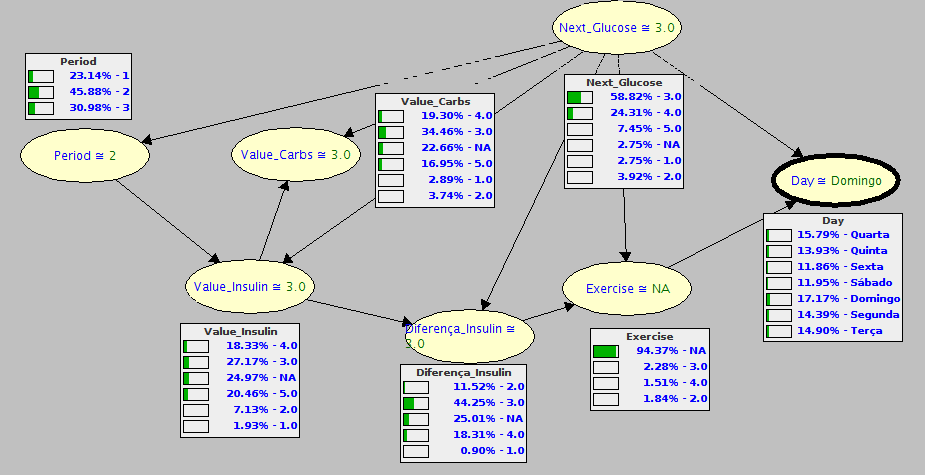 Next_Glucose ≅ 3.0
Period
23.14% - 1
45.88% - 2
30.98% - 3
Next_Glucose
58.82% - 3.0
24.31% - 4.0
7.45% - 5.0
2.75% - NA
2.75% - 1.0
3.92% - 2.0
Value_Carbs
19.30% - 4.0
34.46% - 3.0
22.66% - NA
16.95% - 5.0
2.89% - 1.0
3.74% - 2.0
Period ≅ 2
Value_Carbs ≅ 3.0
Day ≅ Domingo
Day
15.79% - Quarta
13.93% - Quinta
11.86% - Sexta
11.95% - Sábado
17.17% - Domingo
14.39% - Segunda
14.90% - Terça
Value_Insulin ≅ 3.0
Exercise ≅ NA
Diferença_Insulin ≅
3.0
Value_Insulin
18.33% - 4.0
27.17% - 3.0
24.97% - NA
20.46% - 5.0
7.13% - 2.0
1.93% - 1.0
Exercise
94.37% - NA
2.28% - 3.0
1.51% - 4.0
1.84% - 2.0
Diferença_Insulin
11.52% - 2.0
44.25% - 3.0
25.01% - NA
18.31% - 4.0
0.90% - 1.0